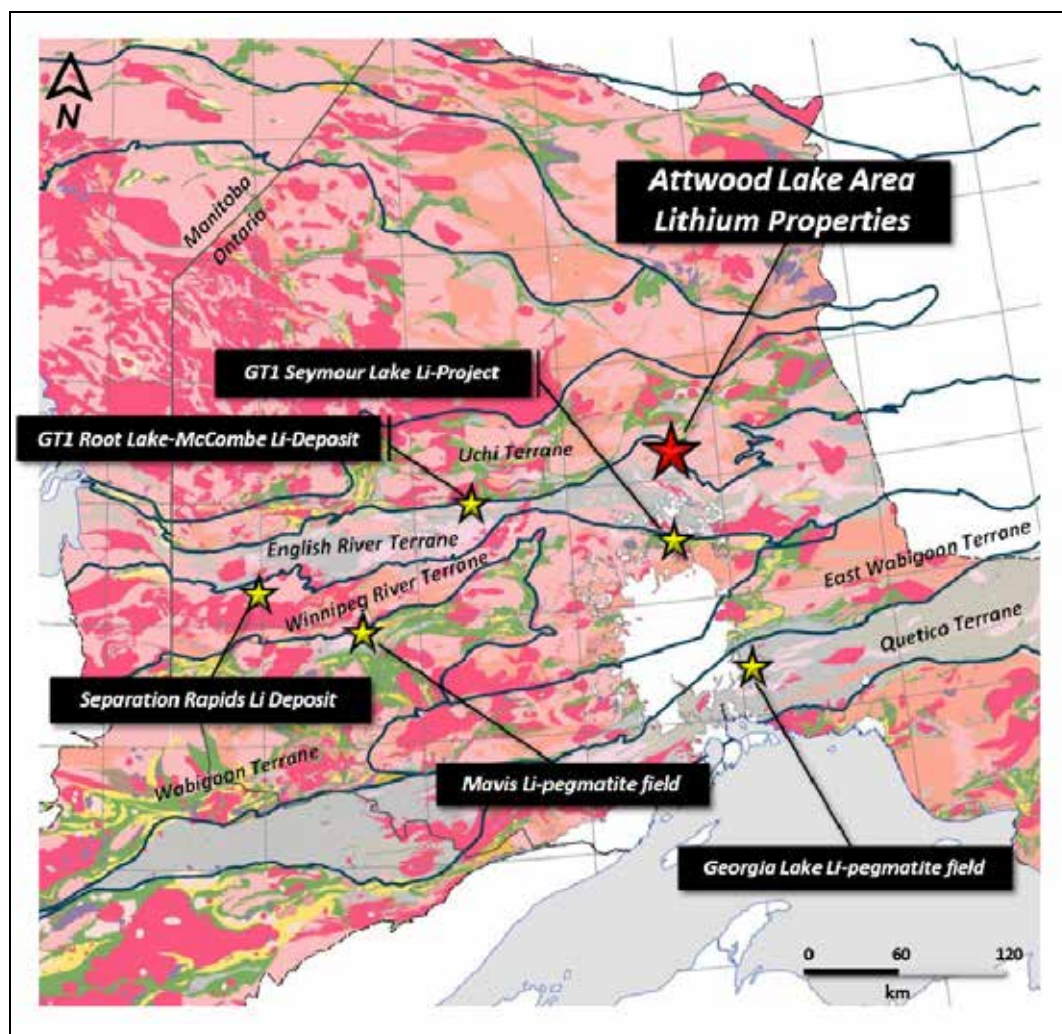 N
Manitoba
Ontario
Attwood Lake Area
Lithium Properties
GT1 Seymour Lake Li-Project
GT1 Root Lake-McCombe Li-Deposit
Uchi Terrane
English River Terrane
Winnipeg River Terrane
East Wabigoon Terrane
Quetico Terrane
Separation Rapids Li Deposit
Wabigoon Terrane
Mavis Li-pegmatite field
Georgia Lake Li-pegmatite field
0 60 120
km